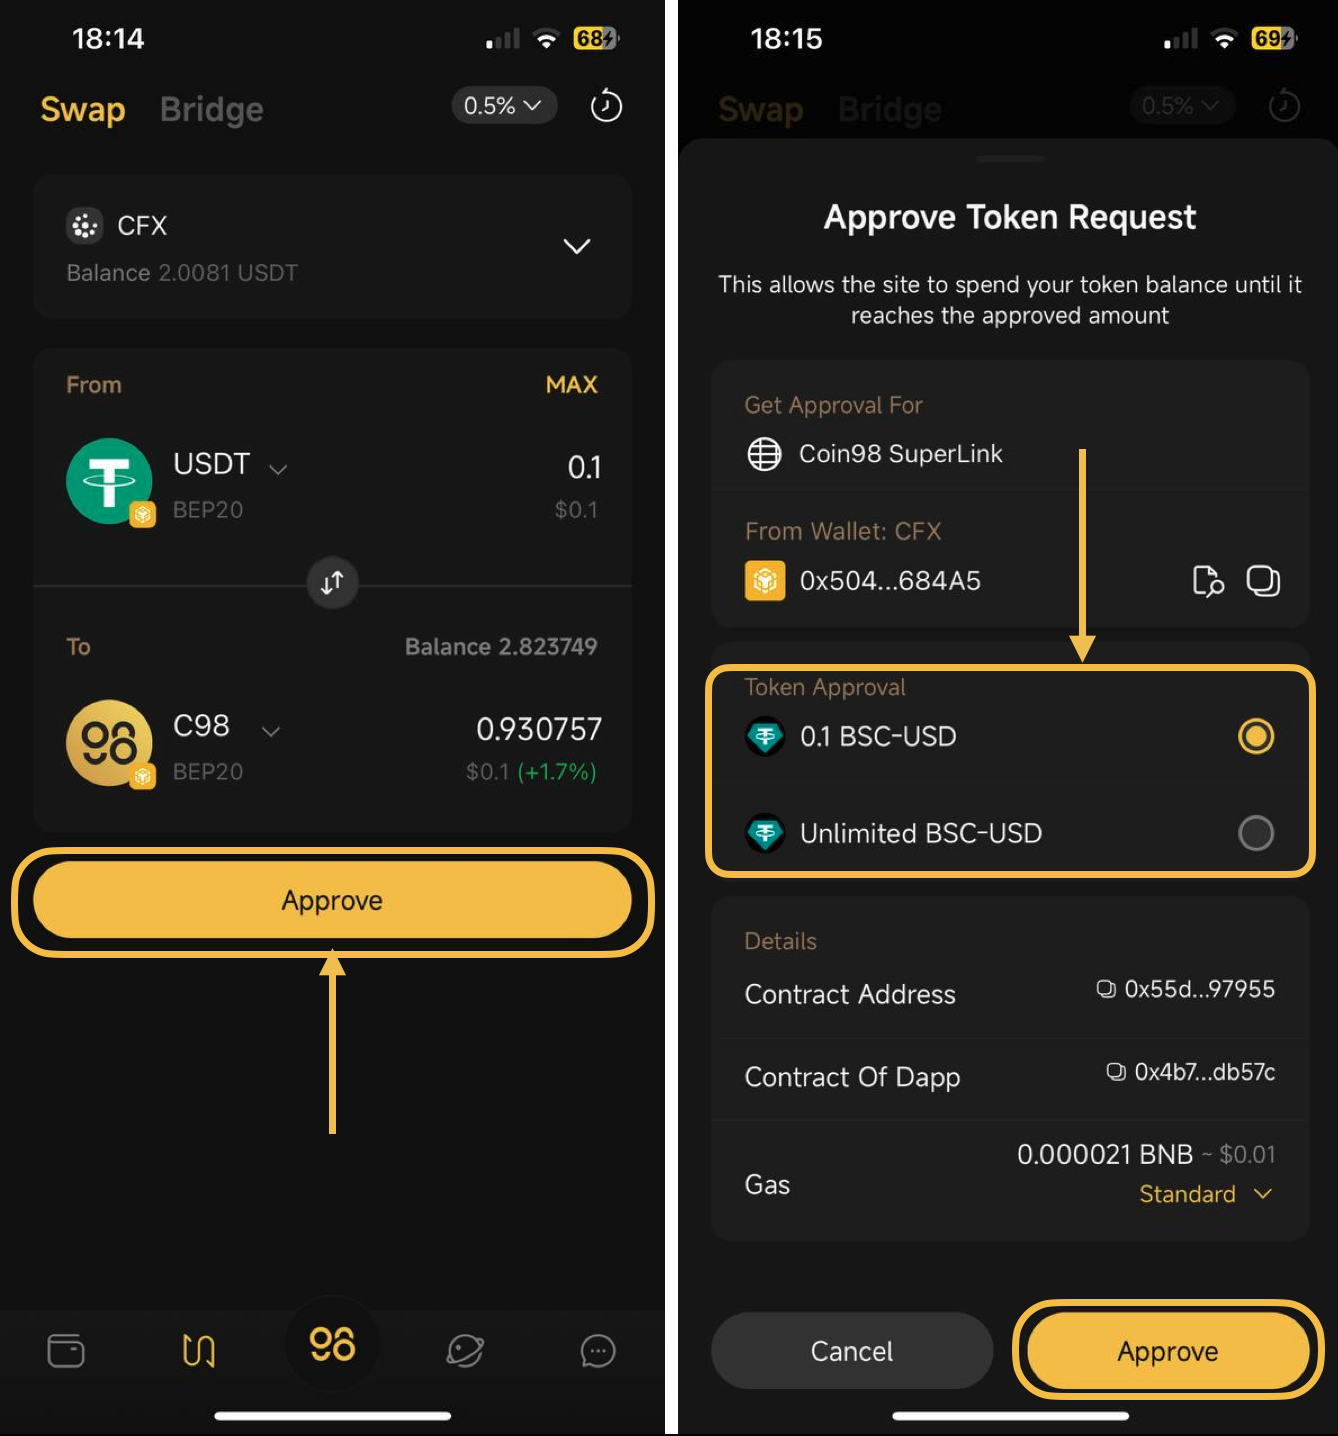 18:14
68
Swap Bridge
0.5%
CFX
Balance 2.0081 USDT
From MAX
USDT 0.1
BEP20 $0.1
To Balance 2.823749
C98 0.930757
BEP20 $0.1 (+1.7%)
Approve
18:15
69
Swap Bridge
0.5%
Approve Token Request
This allows the site to spend your token balance until it
reaches the approved amount
Get Approval For
Coin98 SuperLink
From Wallet: CFX
0x504...684A5
Token Approval
0.1 BSC-USD
Unlimited BSC-USD
Details
Contract Address 0x55d...97955
Contract Of Dapp 0x4b7...db57c
Gas 0.000021 BNB ~ $0.01
Standard
Cancel Approve